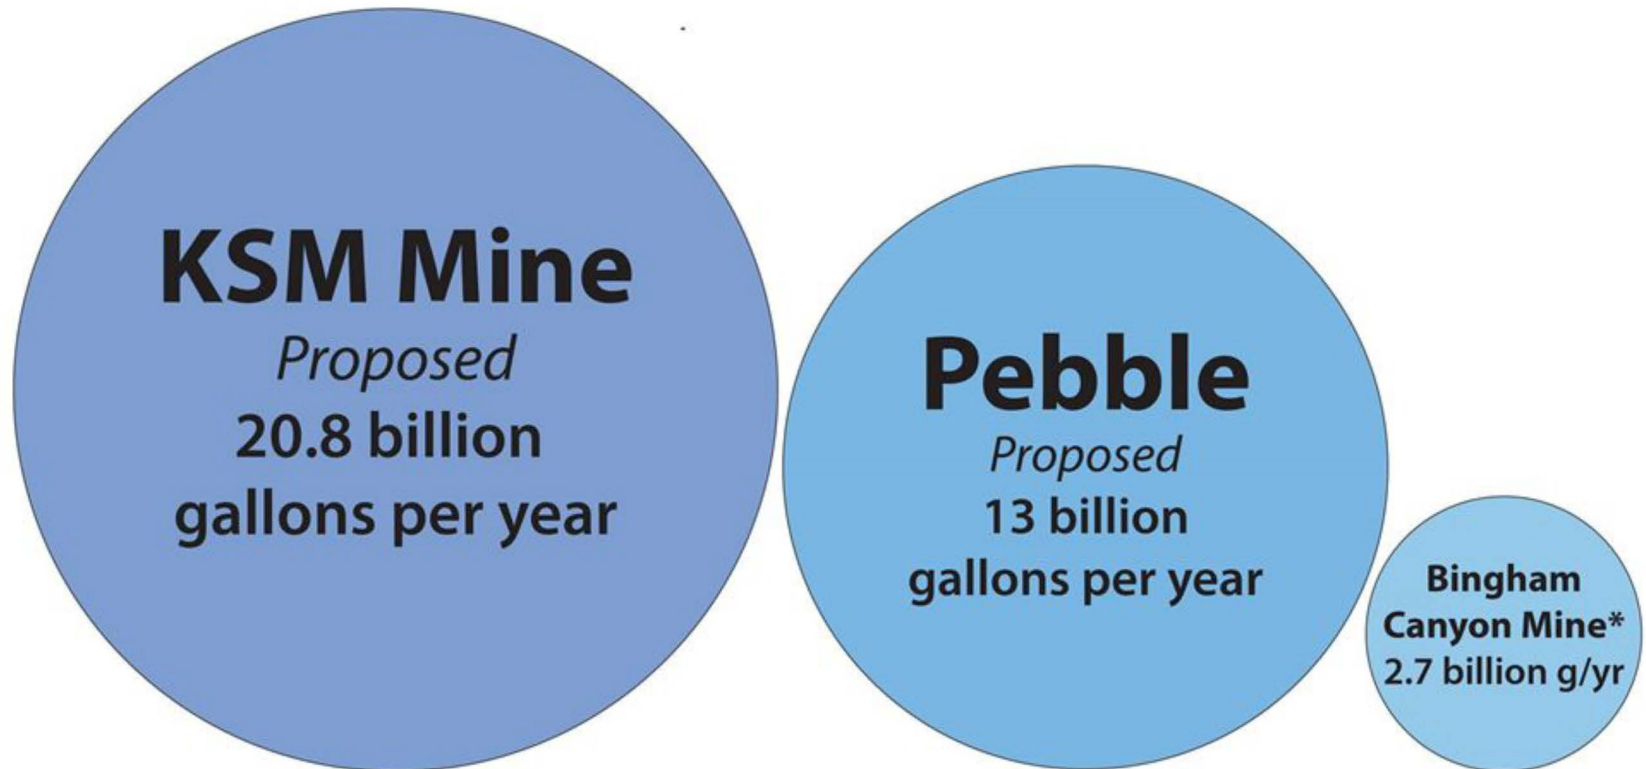 KSM Mine
Proposed
20.8 billion
gallons per year
Pebble
Proposed
13 billion
gallons per year
Bingham
Canyon Mine*
2.7 billion g/yr